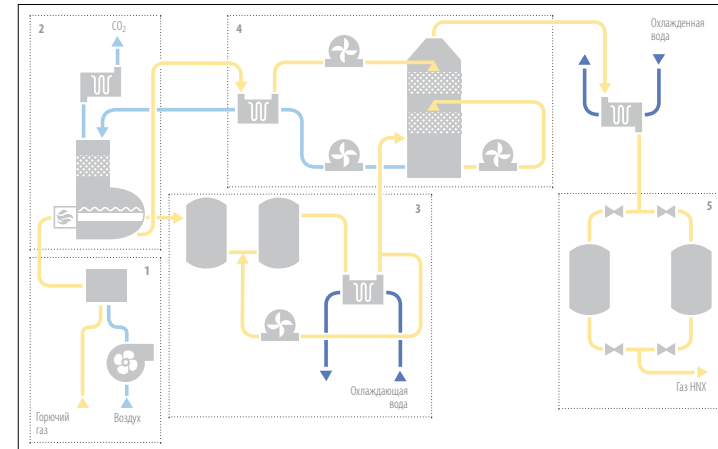 2
CO₂
4
Охлажденная
вода
3
5
1
Горючий
газ
Воздух
Охлаждающая
вода
Газ HNX